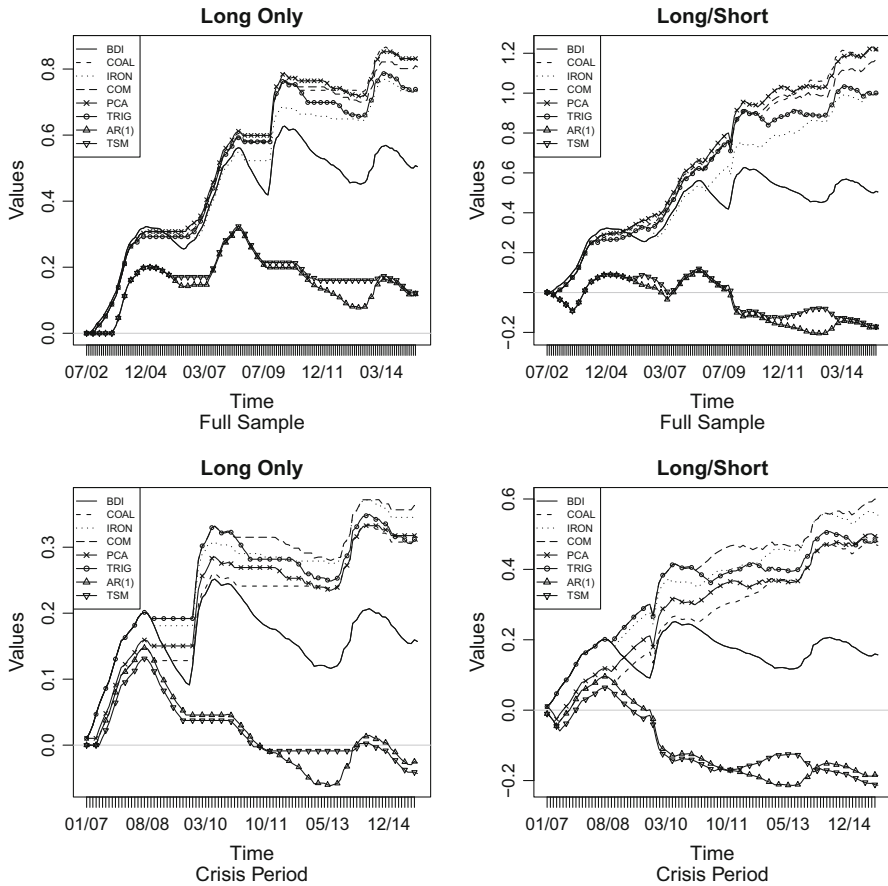 Long Only
Values
0.0 0.2 0.4 0.6 0.8
BDI
COAL
IRON
COM
PCA
TRIG
AR(1)
TSM
07/02 12/04 03/07 07/09 12/11 03/14
Time
Full Sample
Long/Short
Values
−0.2 0.0 0.2 0.4 0.6 0.8 1.0 1.2
BDI
COAL
IRON
COM
PCA
TRIG
AR(1)
TSM
07/02 12/04 03/07 07/09 12/11 03/14
Time
Full Sample
Long Only
Values
0.0 0.1 0.2 0.3
BDI
COAL
IRON
COM
PCA
TRIG
AR(1)
TSM
01/07 08/08 03/10 10/11 05/13 12/14
Time
Crisis Period
Long/Short
Values
−0.2 0.0 0.2 0.4 0.6
BDI
COAL
IRON
COM
PCA
TRIG
AR(1)
TSM
01/07 08/08 03/10 10/11 05/13 12/14
Time
Crisis Period